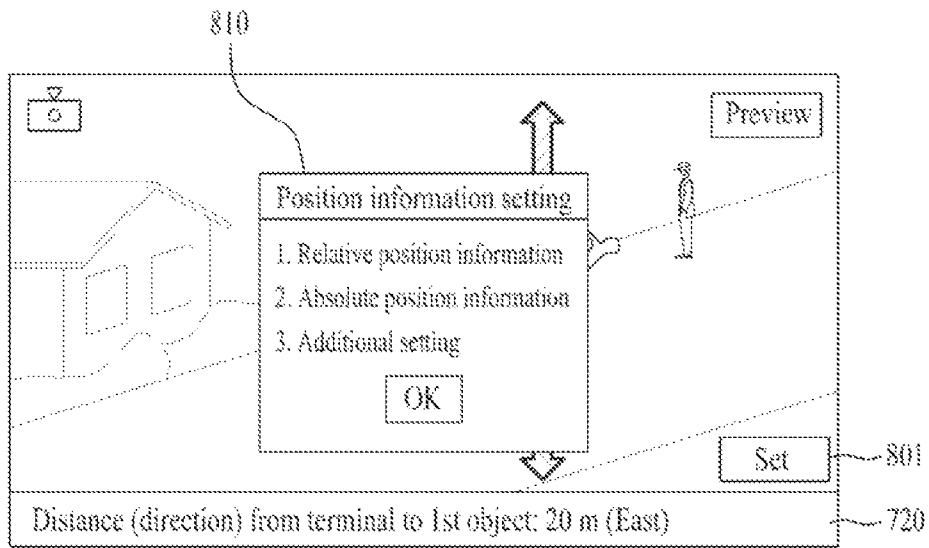 810
Preview
Position information setting
1. Relative position information
2. Absolute position information
3. Additional setting
OK
Set
801
Distance (direction) from terminal to 1st object: 20 m (East)
720